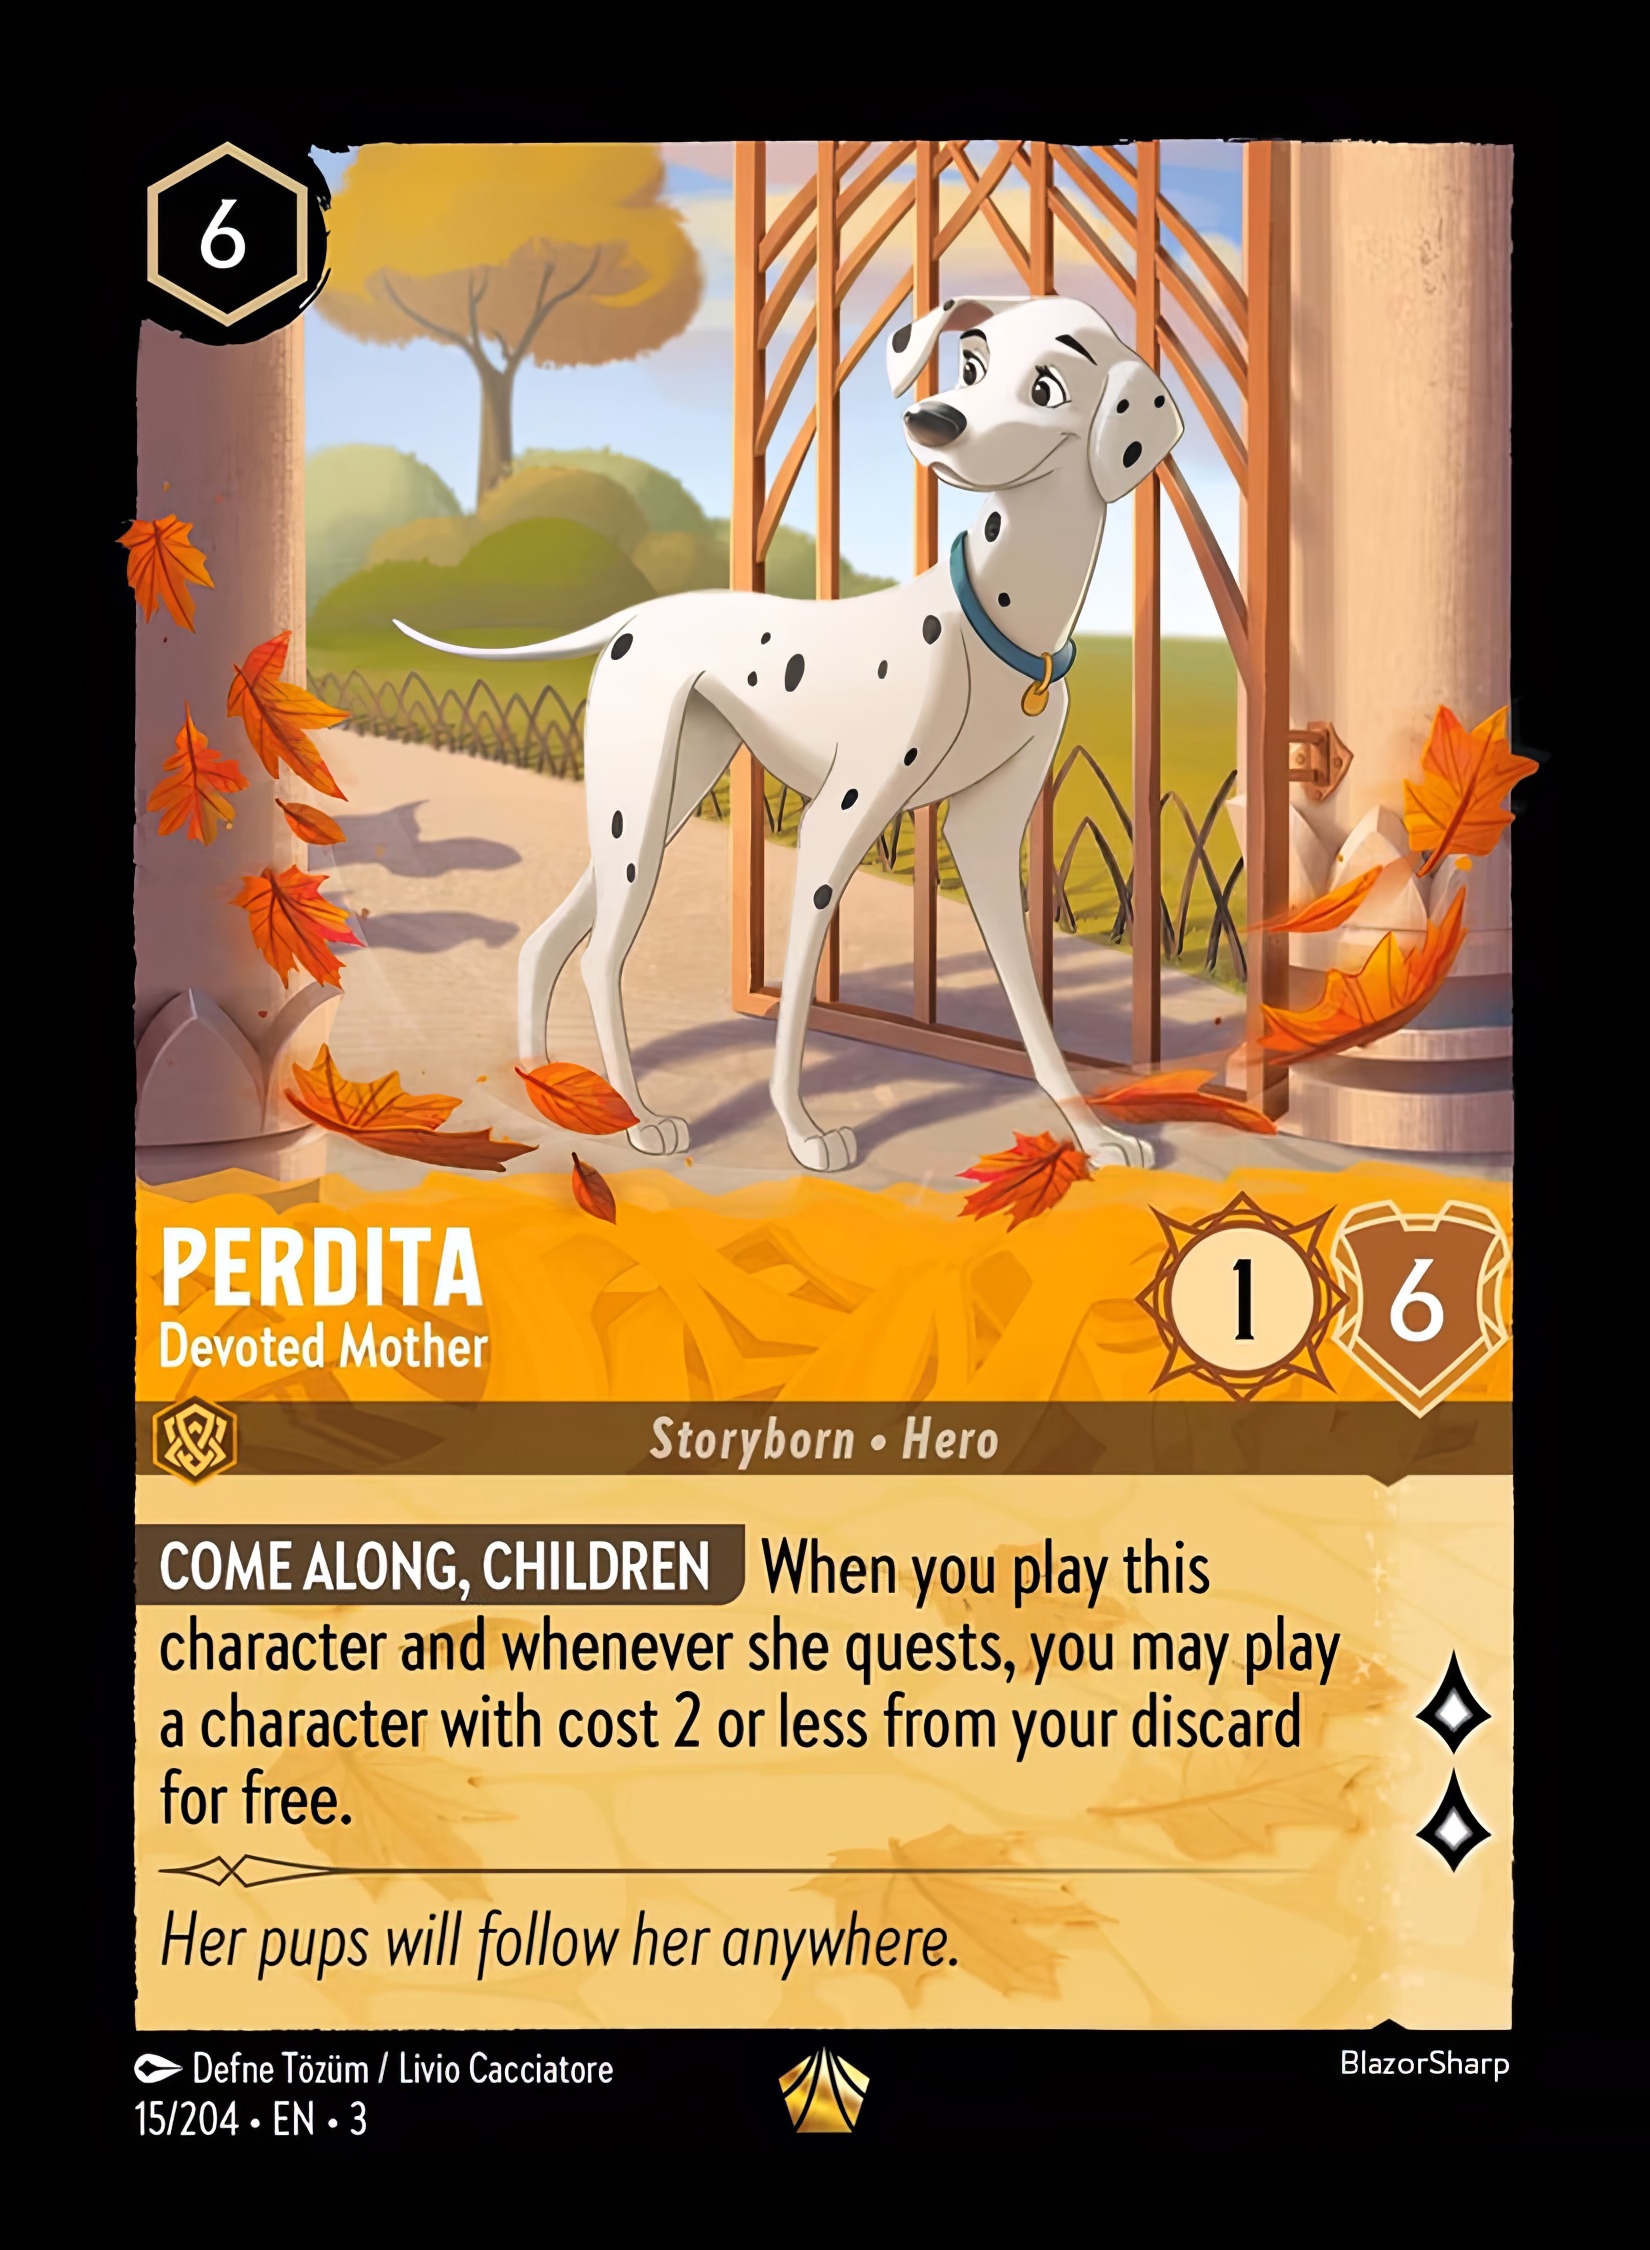 6
PERDITA
Devoted Mother
1
6
Storyborn • Hero
COME ALONG, CHILDREN When you play this
character and whenever she quests, you may play
a character with cost 2 or less from your discard
for free.
Her pups will follow her anywhere.
Defne Tözüm / Livio Cacciatore
BlazorSharp
15/204 • EN • 3